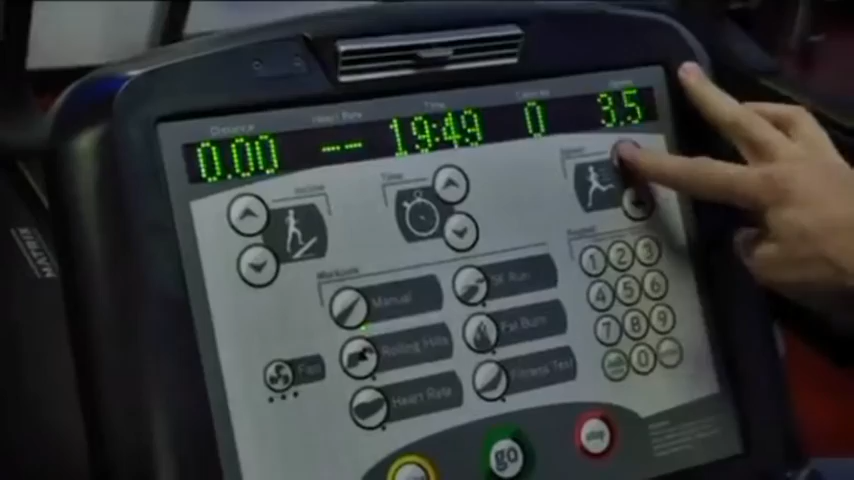 Distance Heart Rate Time Calories Speed
0.00 --- 19:49 0 3.5
Incline Time Speed
Workouts
Keypad
Manual 5K Run
Rolling Hills Fat Burn
Heart Rate Fitness Test
Fan
1 2 3
4 5 6
7 8 9
0
go
stop
MATRIX